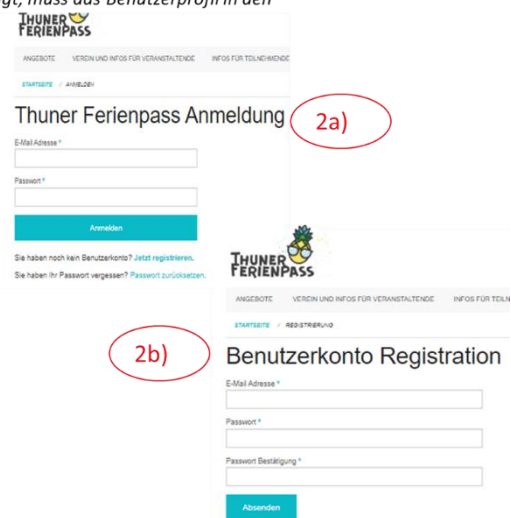 gt, muss das Benutzerprofil in den
THUNER
FERIENPASS
ANGEBOTE VEREIN UND INFOS FÜR VERANSTALTENDE INFOS FÜR TEILNEHMENDE
STARTSEITE / ANMELDEN
Thuner Ferienpass Anmeldung
2a)
E-Mail Adresse *
Passwort *
Anmelden
Sie haben noch kein Benutzerkonto? Jetzt registrieren.
Sie haben Ihr Passwort vergessen? Passwort zurücksetzen.
THUNER
FERIENPASS
ANGEBOTE VEREIN UND INFOS FÜR VERANSTALTENDE INFOS FÜR TEILN
STARTSEITE / REGISTRIERUNG
2b)
Benutzerkonto Registration
E-Mail Adresse *
Passwort *
Passwort Bestätigung *
Absenden